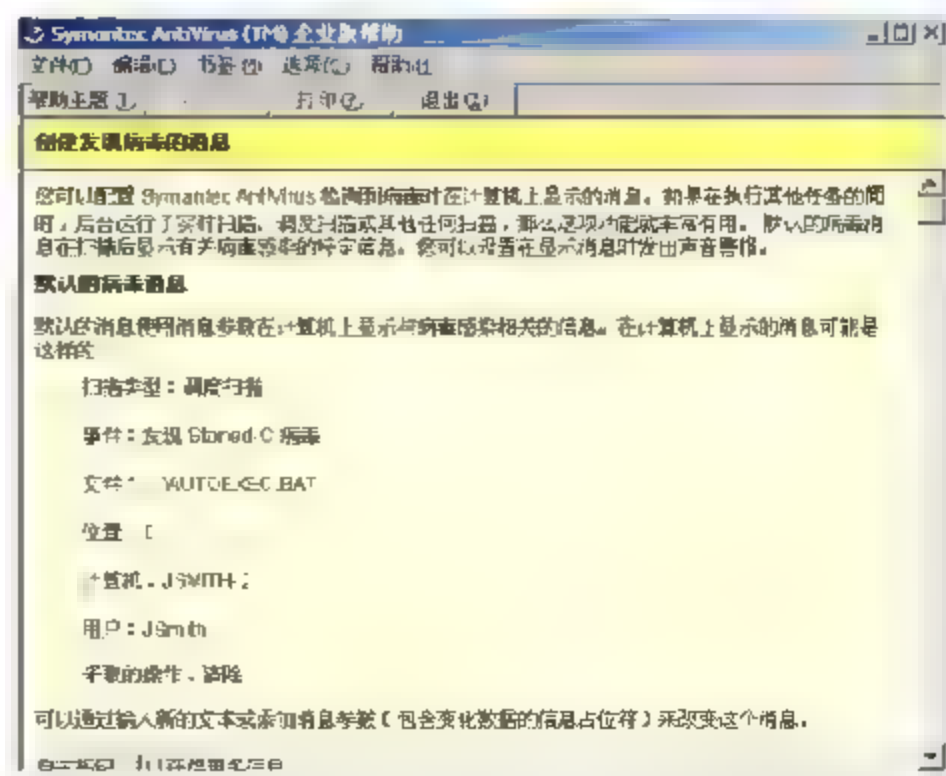 Symantec AntiVirus (TM) 企业版帮助
文件(F) 编辑(E) 书签(M) 选项(O) 帮助(H)
帮助主题(T) 打印(P) 退出(X)
创建发现病毒的消息
您可以配置 Symantec AntiVirus 检测到病毒时在计算机上显示的消息。如果在执行其他任务的同
时,后台运行了实时扫描、调度扫描或其他任何扫描,那么这项功能就非常有用。默认的病毒消
息在扫描后显示有关病毒感染的特定信息。您可以设置在显示消息时发出声音警报。
默认的病毒消息
默认的消息使用消息参数在计算机上显示与病毒感染相关的信息。在计算机上显示的消息可能是
这样的
扫描类型:调度扫描
事件:发现 Stoned-C 病毒
文件: \AUTOEXEC.BAT
位置:
计算机:JSMITH-2
用户:JSmith
采取的操作:清除
可以通过输入新的文本或添加消息参数(包含变化数据的信息占位符)来改变这个消息。